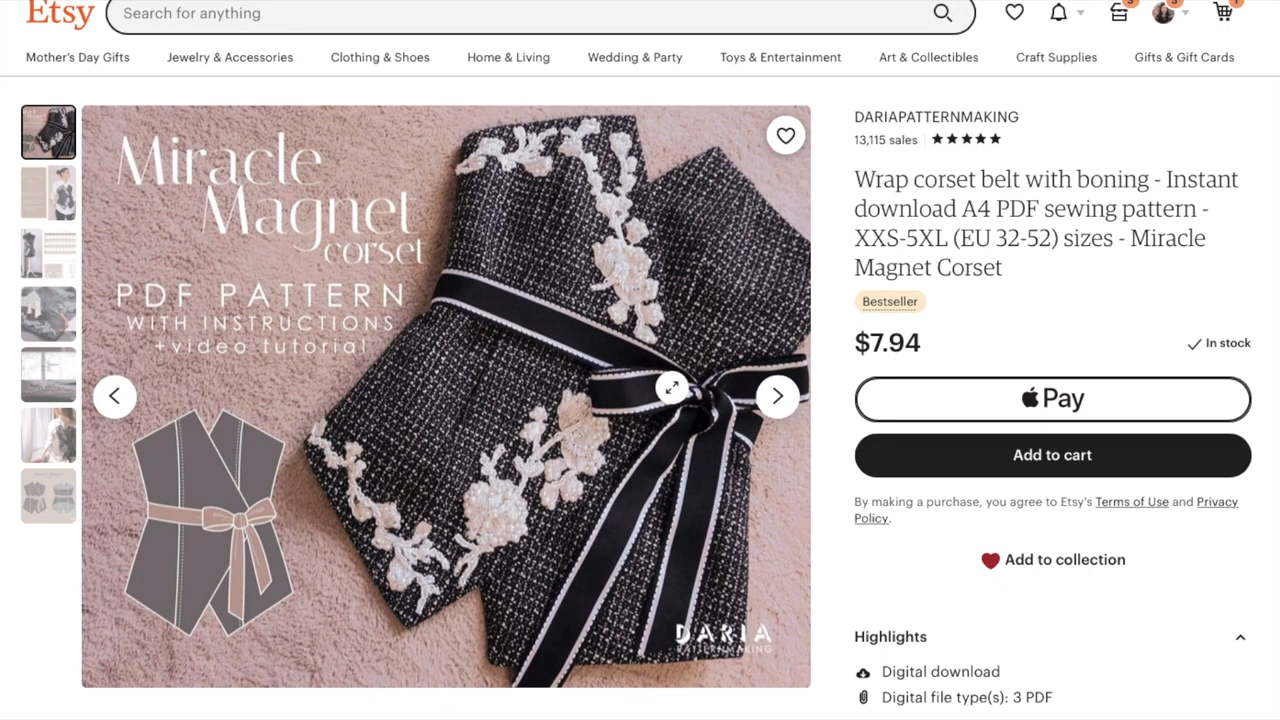 Etsy
Search for anything
Mother's Day Gifts
Jewelry & Accessories
Clothing & Shoes
Home & Living
Wedding & Party
Toys & Entertainment
Art & Collectibles
Craft Supplies
Gifts & Gift Cards
Miracle
Magnet
corset
PDF PATTERN
WITH INSTRUCTIONS
+video tutorial
DARIA
PATTERNMAKING
DARIAPATTERNMAKING
13,115 sales
Wrap corset belt with boning - Instant
download A4 PDF sewing pattern -
XXS-5XL (EU 32-52) sizes - Miracle
Magnet Corset
Bestseller
$7.94
In stock
Pay
Add to cart
By making a purchase, you agree to Etsy's Terms of Use and Privacy
Policy.
Add to collection
Highlights
Digital download
Digital file type(s): 3 PDF